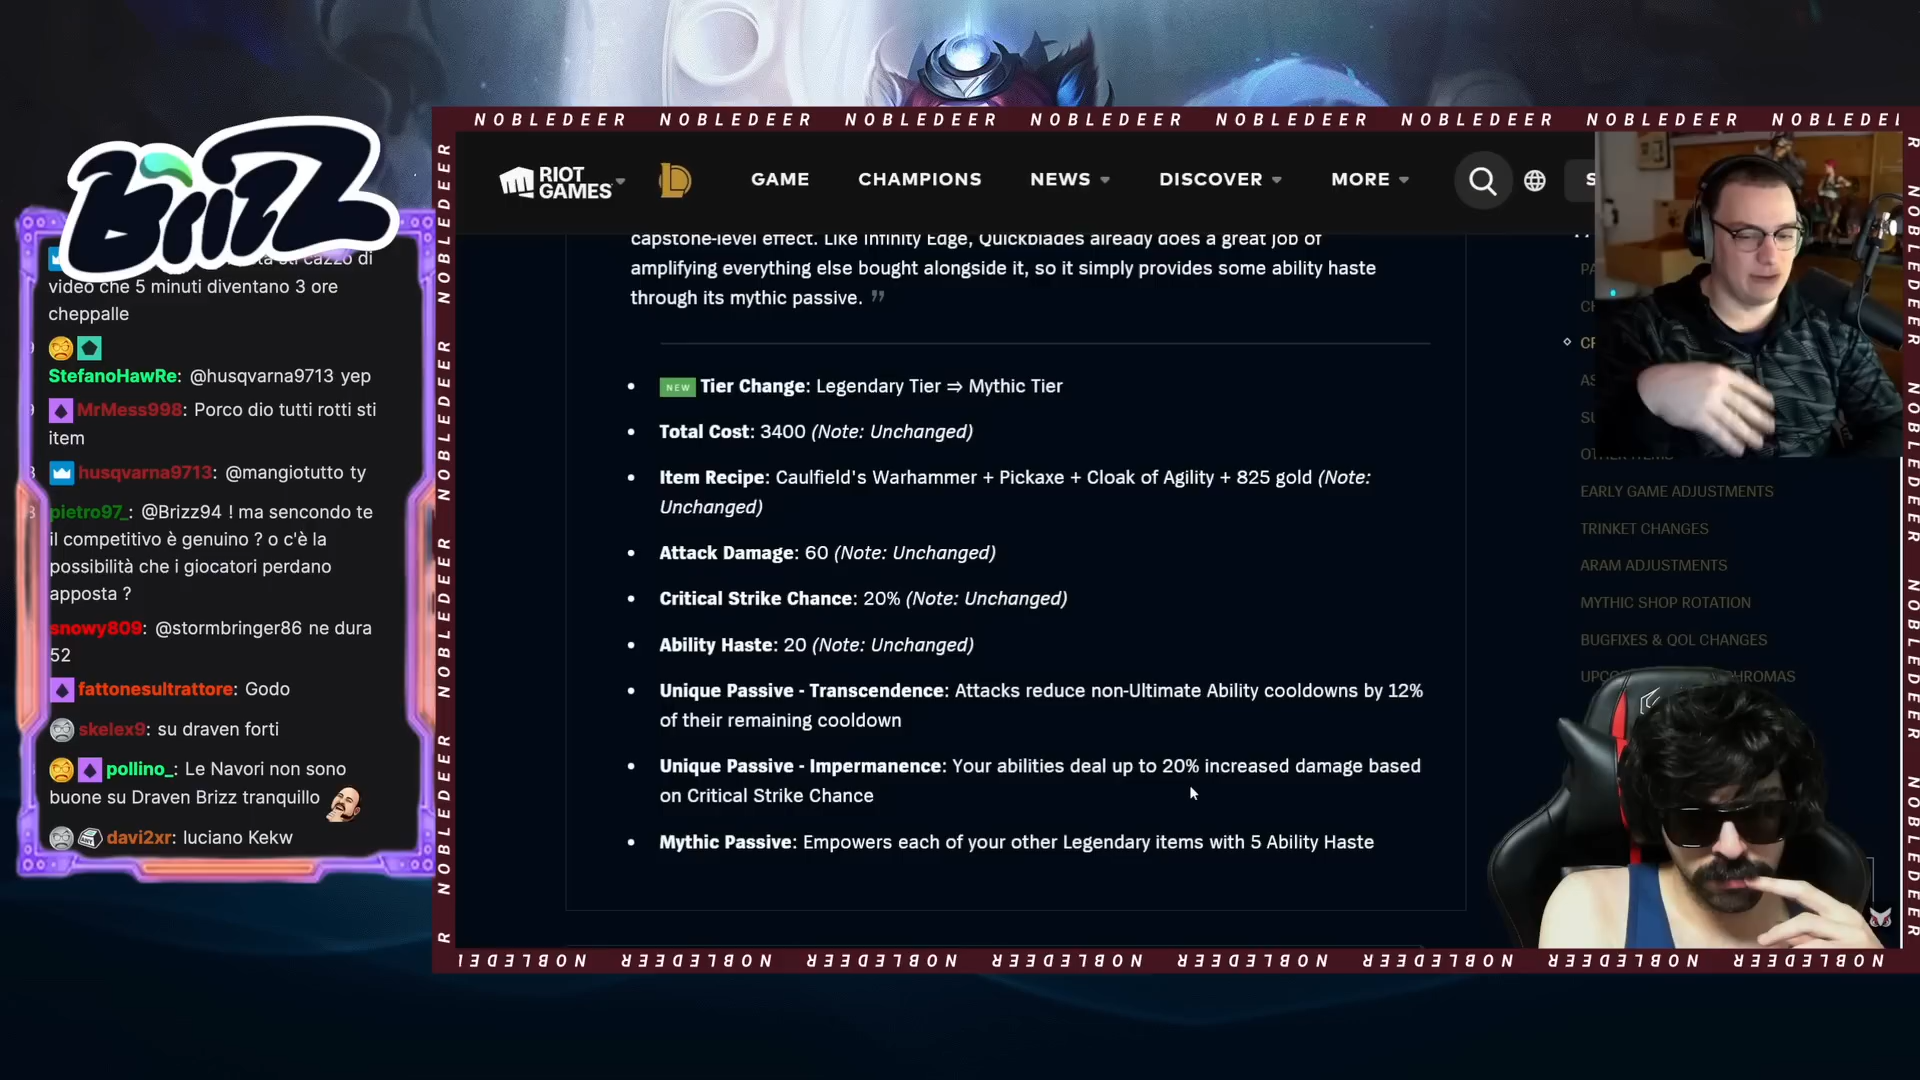 NOBLEDEER NOBLEDEER NOBLEDEER NOBLEDEER NOBLEDEER NOBLEDEER NOBLEDEER
RIOT
GAMES
GAME
CHAMPIONS
NEWS
DISCOVER
MORE
S
Brizz
video che 5 minuti diventano 3 ore
cheppalle
StefanoHawRe: @husqvarna9713 yep
MrMess998: Porco dio tutti rotti sti
item
husqvarna9713: @mangiotutto ty
pietro97_: @Brizz94 ! ma sencondo te
il competitivo è genuino ? o c'è la
possibilità che i giocatori perdano
apposta ?
snowy809: @stormbringer86 ne dura
52
fattonesultrattore: Godo
skelex9: su draven forti
pollino_: Le Navori non sono
buone su Draven Brizz tranquillo
davi2xr: luciano Kekw
capstone-level effect. Like Infinity Edge, Quickblades already does a great job of
amplifying everything else bought alongside it, so it simply provides some ability haste
through its mythic passive. ”
NEW Tier Change: Legendary Tier ⇒ Mythic Tier
Total Cost: 3400 (Note: Unchanged)
Item Recipe: Caulfield's Warhammer + Pickaxe + Cloak of Agility + 825 gold (Note:
Unchanged)
Attack Damage: 60 (Note: Unchanged)
Critical Strike Chance: 20% (Note: Unchanged)
Ability Haste: 20 (Note: Unchanged)
Unique Passive - Transcendence: Attacks reduce non-Ultimate Ability cooldowns by 12%
of their remaining cooldown
Unique Passive - Impermanence: Your abilities deal up to 20% increased damage based
on Critical Strike Chance
Mythic Passive: Empowers each of your other Legendary items with 5 Ability Haste
EARLY GAME ADJUSTMENTS
TRINKET CHANGES
ARAM ADJUSTMENTS
MYTHIC SHOP ROTATION
BUGFIXES & QOL CHANGES
NOBLEDEER NOBLEDEER NOBLEDEER NOBLEDEER NOBLEDEER NOBLEDEER NOBLEDEER